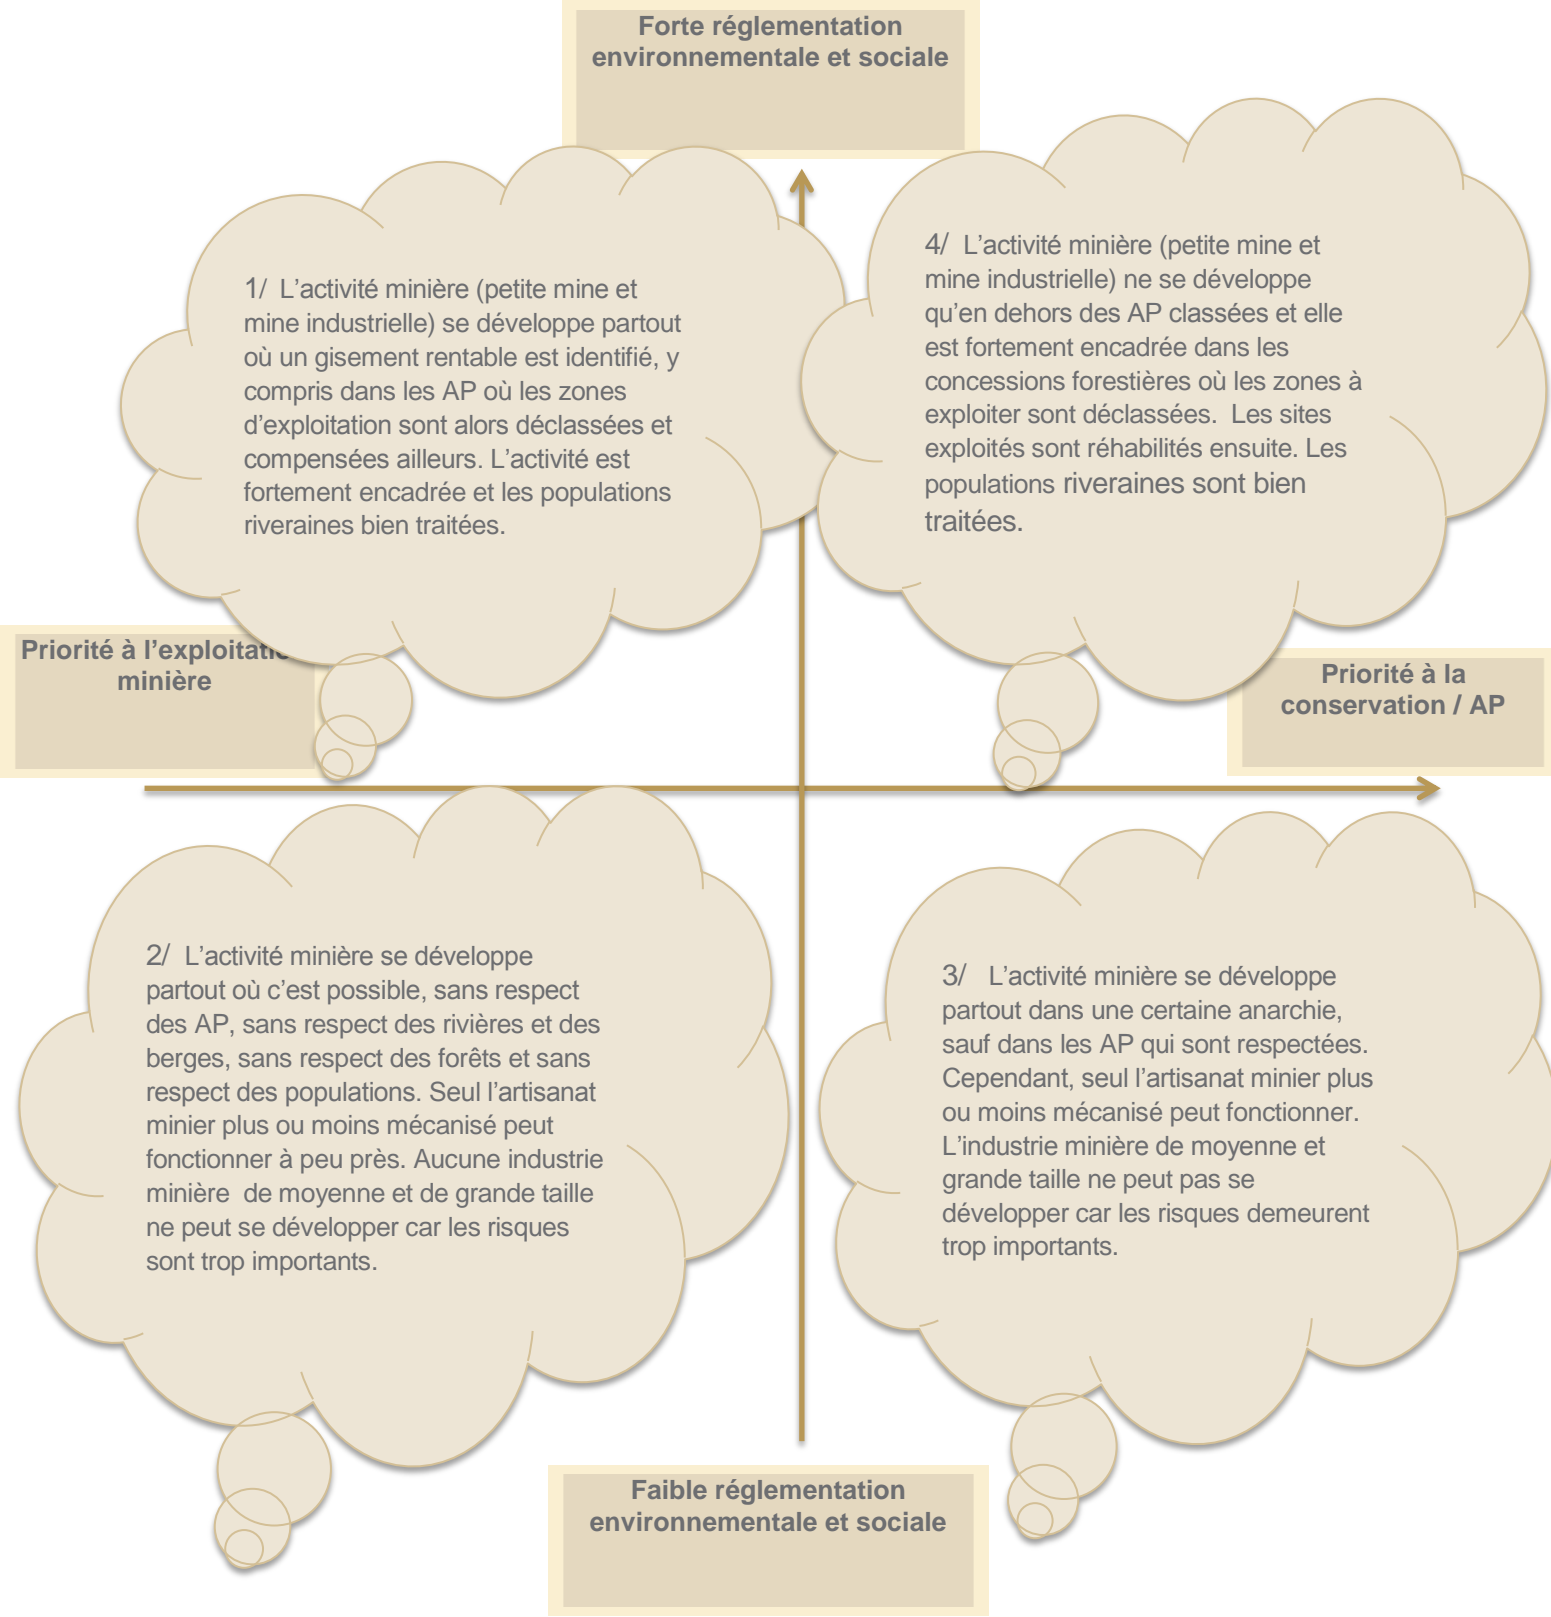 Forte réglementation
environnementale et sociale
1/ L’activité minière (petite mine et
mine industrielle) se développe partout
où un gisement rentable est identifié, y
compris dans les AP où les zones
d’exploitation sont alors déclassées et
compensées ailleurs. L’activité est
fortement encadrée et les populations
riveraines bien traitées.
4/ L’activité minière (petite mine et
mine industrielle) ne se développe
qu’en dehors des AP classées et elle
est fortement encadrée dans les
concessions forestières où les zones à
exploiter sont déclassées. Les sites
exploités sont réhabilités ensuite. Les
populations riveraines sont bien
traitées.
Priorité à l’exploitatio
minière
Priorité à la
conservation / AP
2/ L’activité minière se développe
partout où c’est possible, sans respect
des AP, sans respect des rivières et des
berges, sans respect des forêts et sans
respect des populations. Seul l’artisanat
minier plus ou moins mécanisé peut
fonctionner à peu près. Aucune industrie
minière de moyenne et de grande taille
ne peut se développer car les risques
sont trop importants.
3/ L’activité minière se développe
partout dans une certaine anarchie,
sauf dans les AP qui sont respectées.
Cependant, seul l’artisanat minier plus
ou moins mécanisé peut fonctionner.
L’industrie minière de moyenne et
grande taille ne peut pas se
développer car les risques demeurent
trop importants.
Faible réglementation
environnementale et sociale